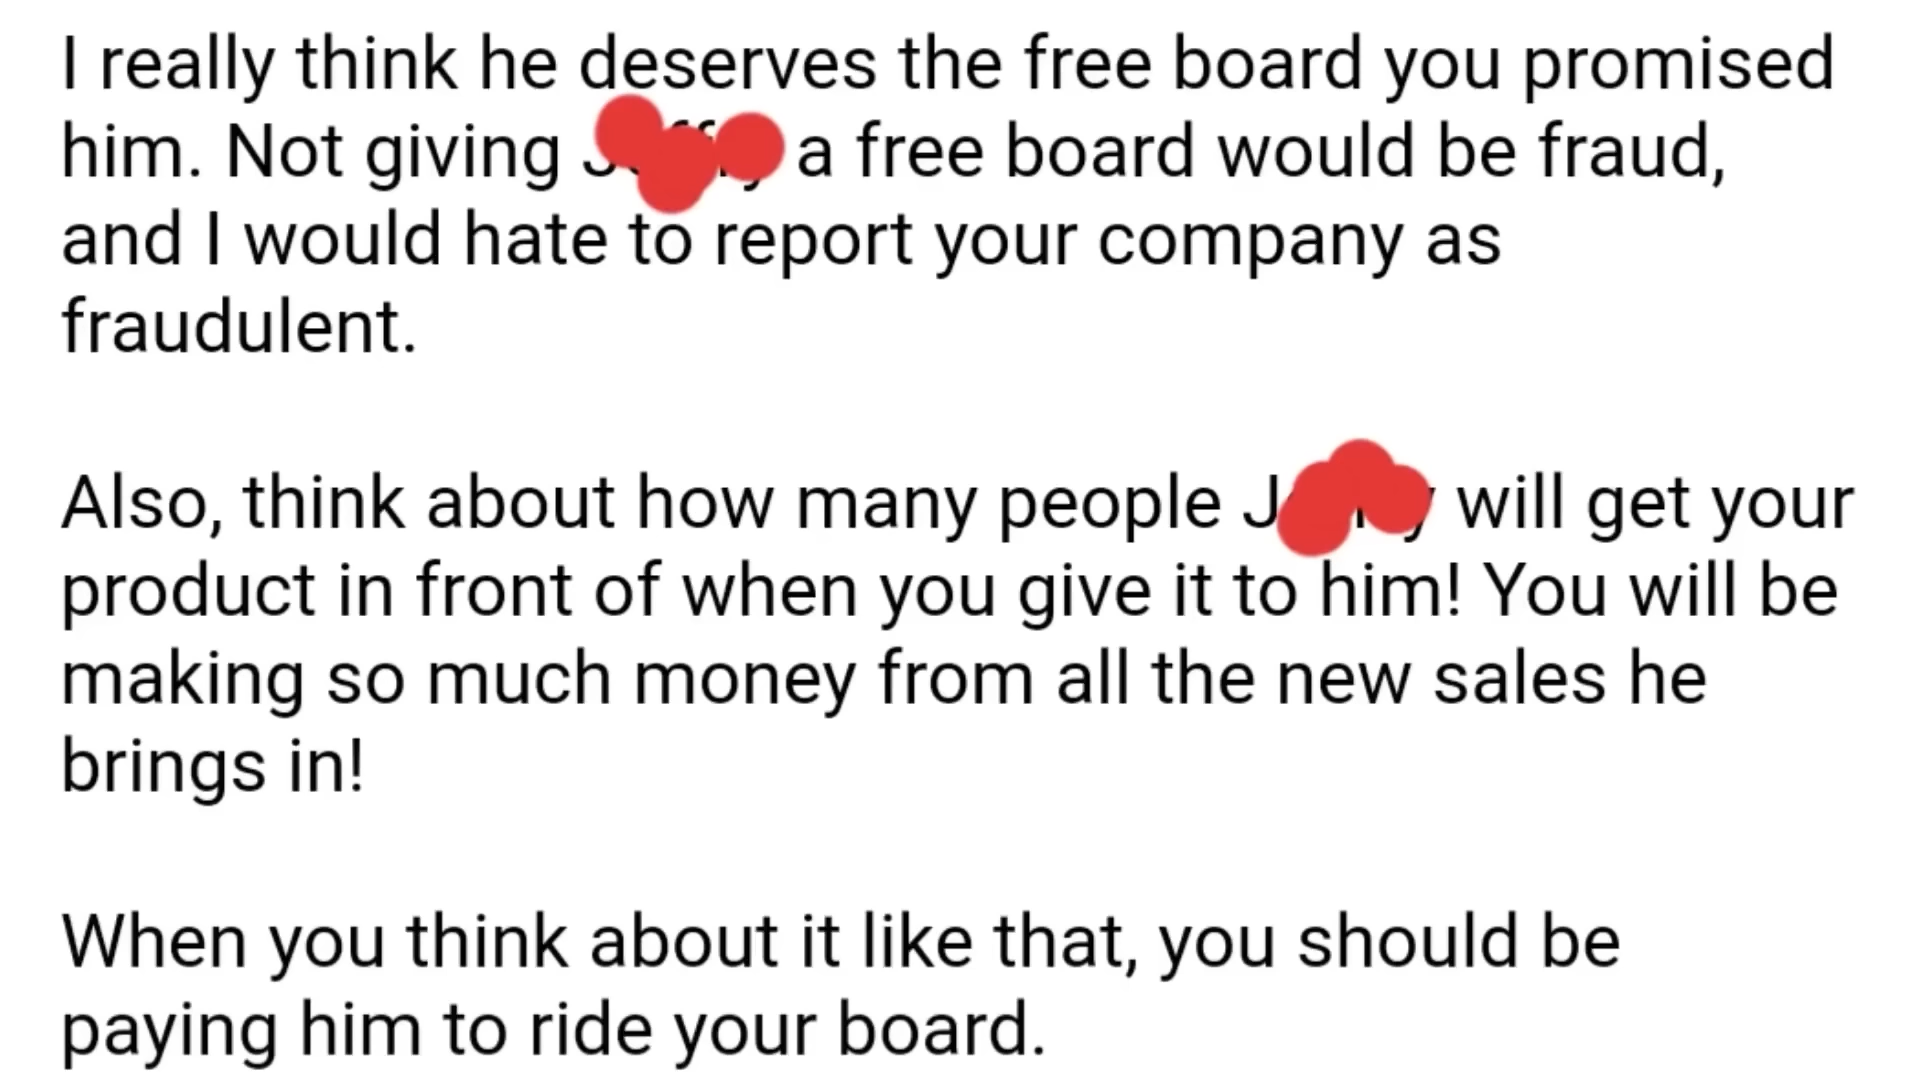 I really think he deserves the free board you promised
him. Not giving a free board would be fraud,
and I would hate to report your company as
fraudulent.
Also, think about how many people will get your
product in front of when you give it to him! You will be
making so much money from all the new sales he
brings in!
When you think about it like that, you should be
paying him to ride your board.